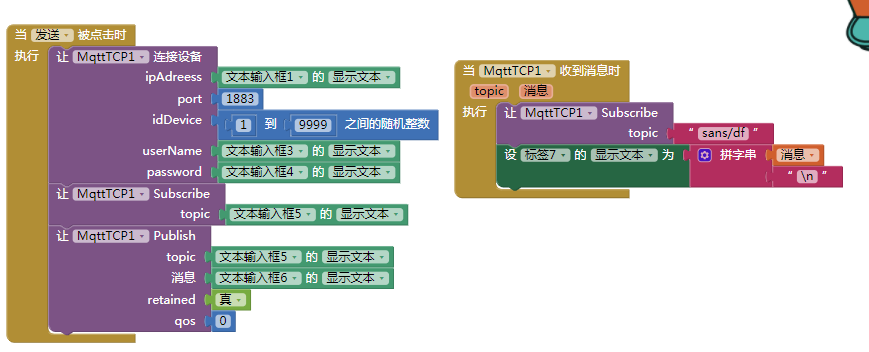 当 发送 被点击时
执行 让 MqttTCP1 连接设备
ipAdreess 文本输入框1 的 显示文本
port 1883
idDevice 1 到 9999 之间的随机整数
userName 文本输入框3 的 显示文本
password 文本输入框4 的 显示文本
让 MqttTCP1 Subscribe
topic 文本输入框5 的 显示文本
让 MqttTCP1 Publish
topic 文本输入框5 的 显示文本
消息 文本输入框6 的 显示文本
retained 真
qos 0
当 MqttTCP1 收到消息时
topic 消息
执行 让 MqttTCP1 Subscribe
topic “ sans/df ”
设 标签7 的 显示文本 为 拼字串 消息
“ \n ”